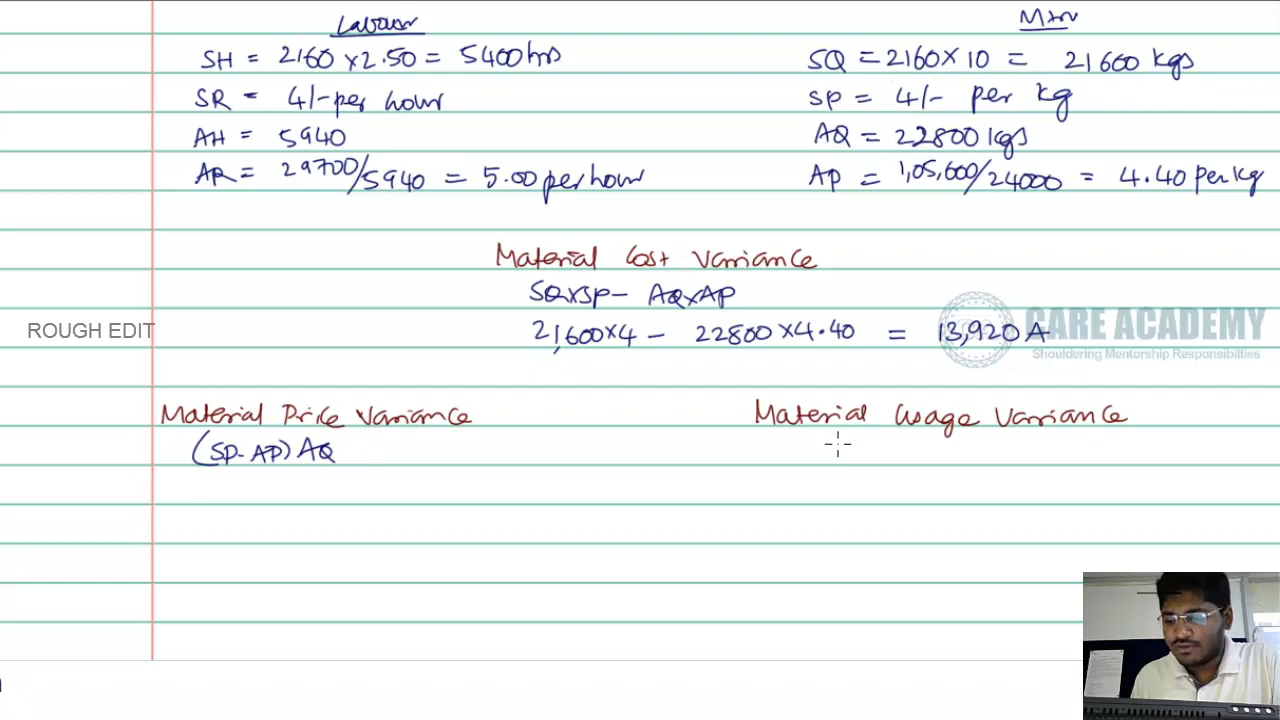 Labour
SH = 2160 x 2.50 = 5400 hrs
SR = 4/- per hour
AH = 5940
AR = 29700/5940 = 5.00 per hour
Mtr
SQ = 2160 x 10 = 21600 kgs
SP = 4/- per kg
AQ = 22800 kgs
AP = 1,05,600/24000 = 4.40 per kg
Material Cost Variance
SQxSP - AQxAP
21,600x4 - 22800x4.40 = 13,920 A
ROUGH EDIT
CARE ACADEMY
Shouldering Mentorship Responsibilties
Material Price Variance
(SP-AP) AQ
Material Usage Variance